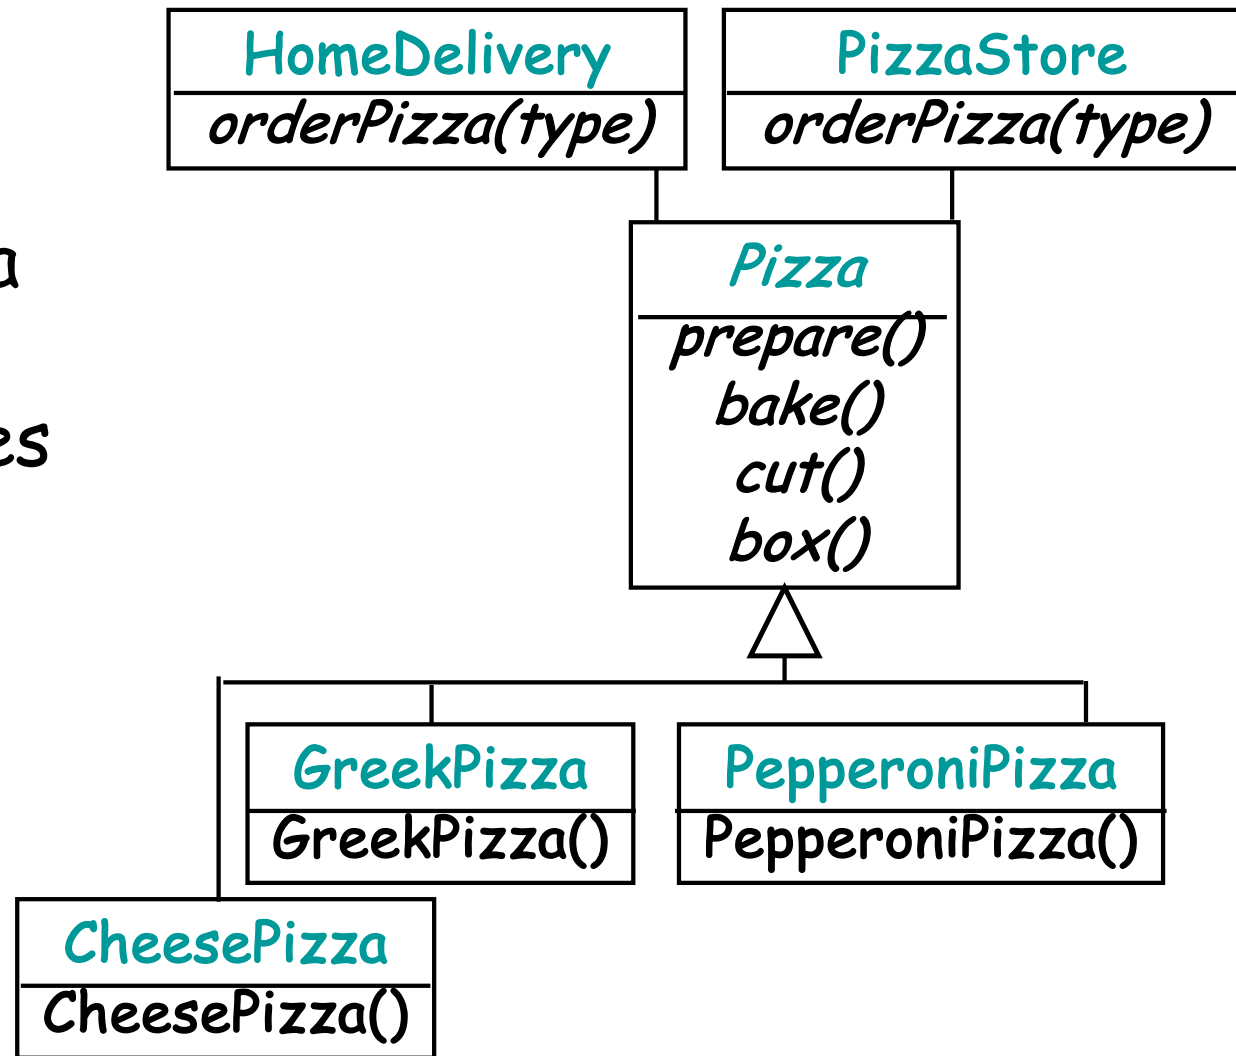 HomeDelivery
orderPizza(type)
PizzaStore
orderPizza(type)
Pizza
prepare()
bake()
cut()
box()
GreekPizza
GreekPizza()
PepperoniPizza
PepperoniPizza()
CheesePizza
CheesePizza()